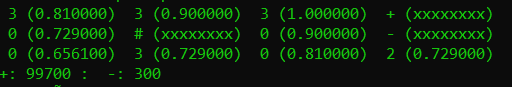 3 (0.810000) 3 (0.900000) 3 (1.000000) + (xxxxxxxx)
0 (0.729000) # (xxxxxxxx) 0 (0.900000) - (xxxxxxxx)
0 (0.656100) 3 (0.729000) 0 (0.810000) 2 (0.729000)
+: 99700 : -: 300